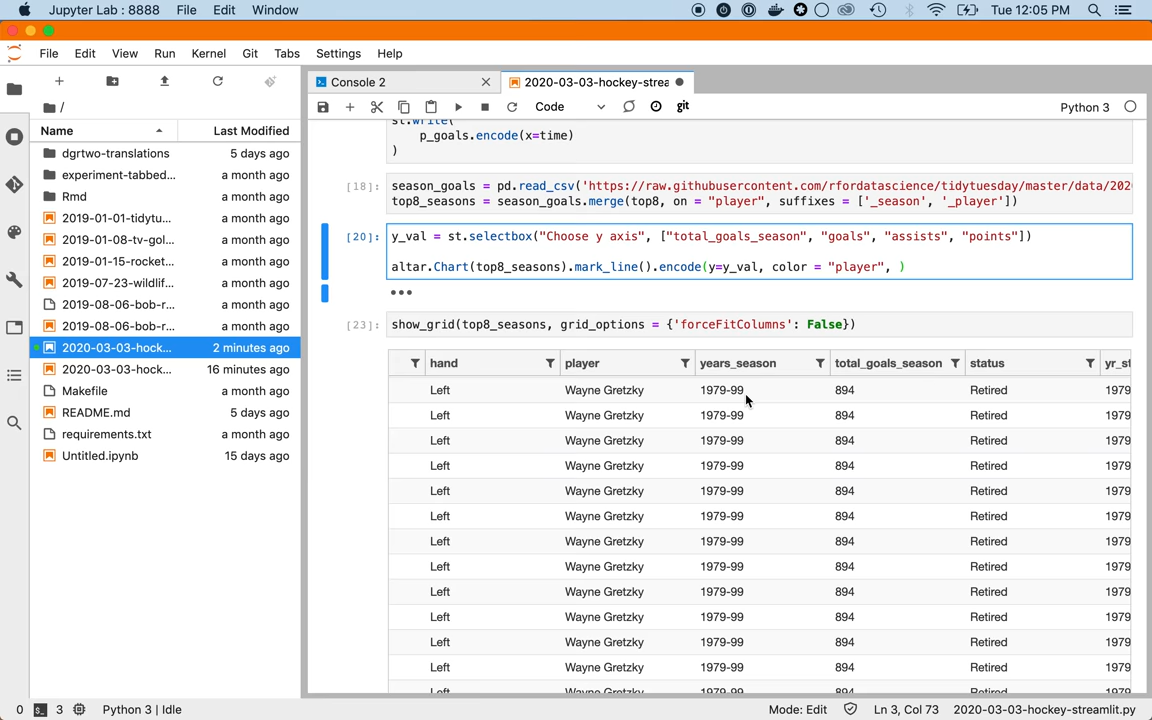 Jupyter Lab : 8888 File Edit Window Tue 12:05 PM
File Edit View Run Kernel Git Tabs Settings Help
Console 2
2020-03-03-hockey-strea
Code
git
Python 3
/
Name Last Modified
dgrtwo-translations 5 days ago
experiment-tabbed... a month ago
Rmd a month ago
2019-01-01-tidytu... a month ago
2019-01-08-tv-gol... a month ago
2019-01-15-rocket... a month ago
2019-07-23-wildlif... a month ago
2019-08-06-bob-r... a month ago
2019-08-06-bob-r... a month ago
2020-03-03-hock... 2 minutes ago
2020-03-03-hock... 16 minutes ago
Makefile a month ago
README.md 5 days ago
requirements.txt a month ago
Untitled.ipynb 15 days ago
st.write(
p_goals.encode(x=time)
)
[18]: season_goals = pd.read_csv('https://raw.githubusercontent.com/rfordatascience/tidytuesday/master/data/202
top8_seasons = season_goals.merge(top8, on = "player", suffixes = ['_season', '_player'])
[20]: y_val = st.selectbox("Choose y axis", ["total_goals_season", "goals", "assists", "points"])
altar.Chart(top8_seasons).mark_line().encode(y=y_val, color = "player", )
•••
[23]: show_grid(top8_seasons, grid_options = {'forceFitColumns': False})
hand player years_season total_goals_season status yr_st
Left Wayne Gretzky 1979-99 894 Retired 1979
Left Wayne Gretzky 1979-99 894 Retired 1979
Left Wayne Gretzky 1979-99 894 Retired 1979
Left Wayne Gretzky 1979-99 894 Retired 1979
Left Wayne Gretzky 1979-99 894 Retired 1979
Left Wayne Gretzky 1979-99 894 Retired 1979
Left Wayne Gretzky 1979-99 894 Retired 1979
Left Wayne Gretzky 1979-99 894 Retired 1979
Left Wayne Gretzky 1979-99 894 Retired 1979
Left Wayne Gretzky 1979-99 894 Retired 1979
Left Wayne Gretzky 1979-99 894 Retired 1979
Left Wayne Gretzky 1979-99 894 Retired 1979
Left Wayne Gretzky 1979-99 894 Retired
0 3 Python 3 | Idle Mode: Edit Ln 3, Col 73 2020-03-03-hockey-streamlit.py